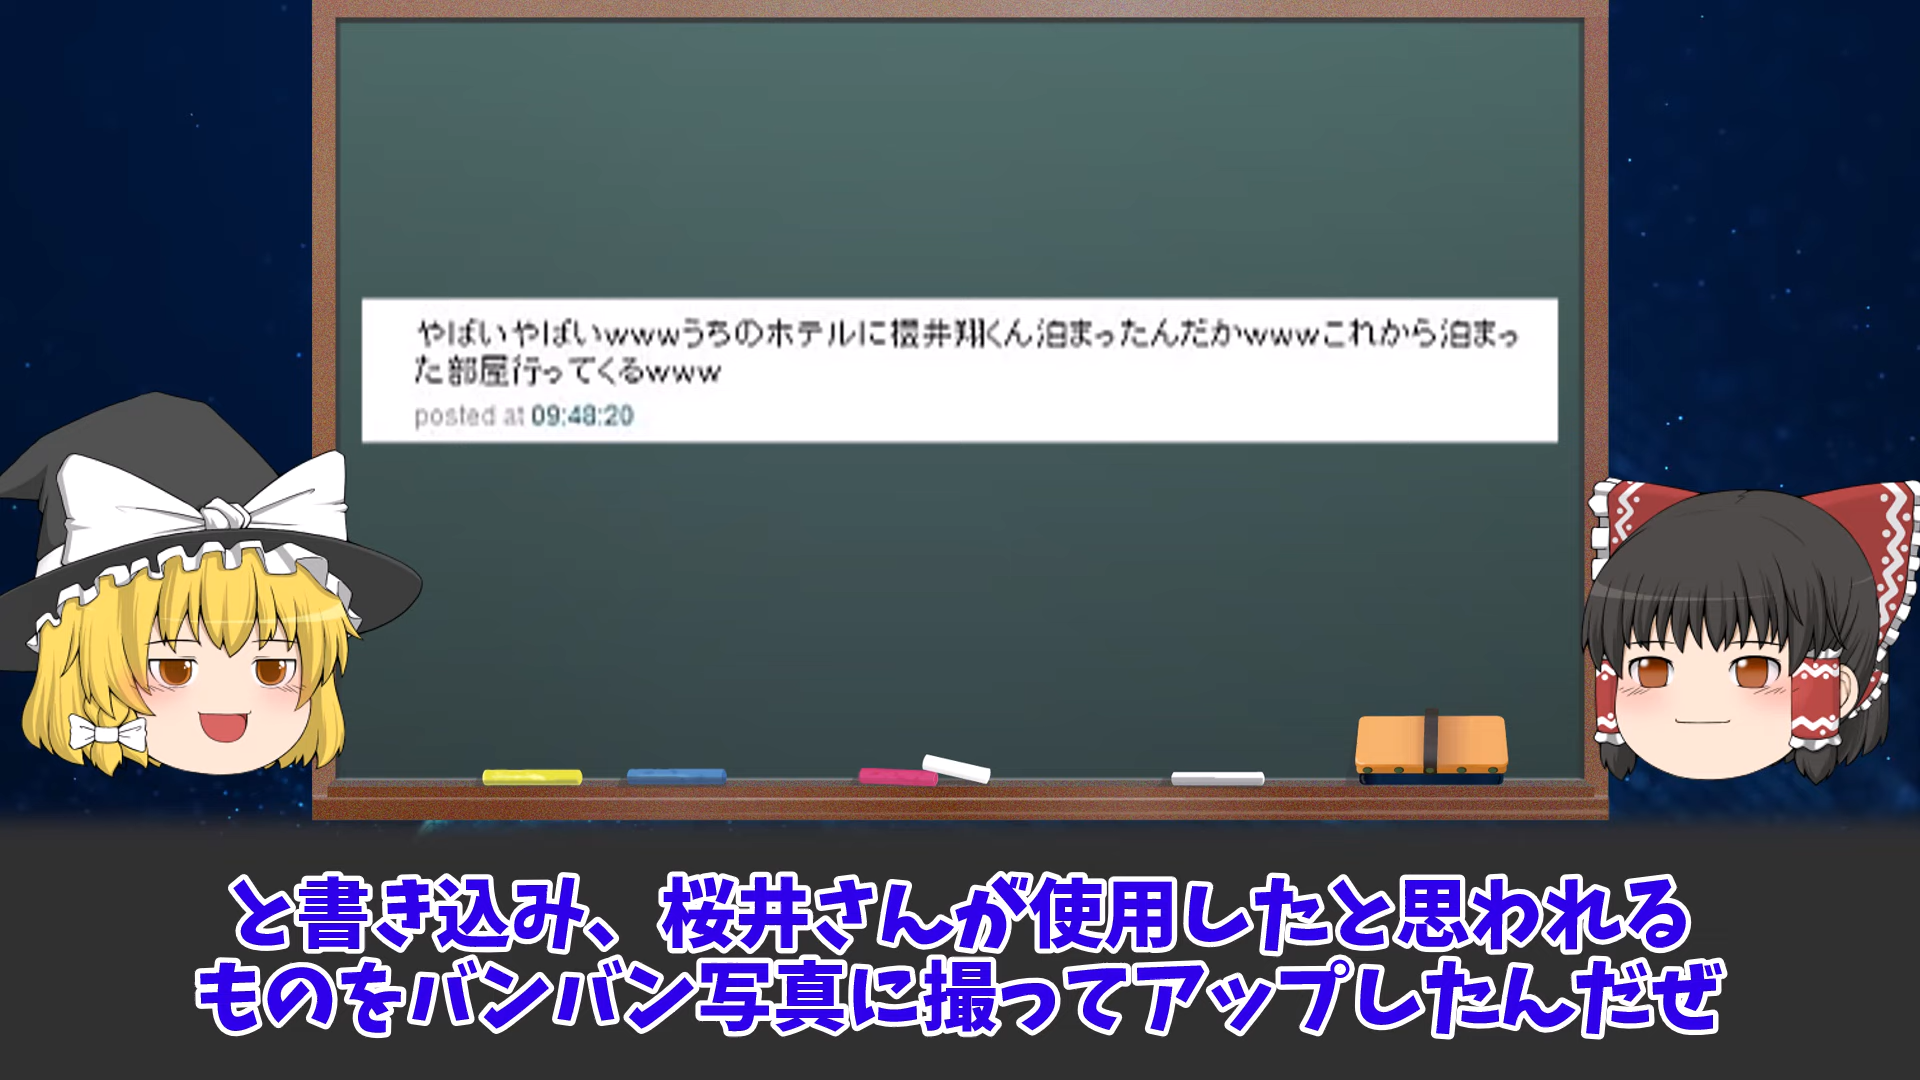 やばいやばいwwwうちのホテルに櫻井翔くん泊まったんだかwwwこれから泊まっ
た部屋行ってくるwww
posted at 09:48:20
と書き込み、桜井さんが使用したと思われる
ものをバンバン写真に撮ってアップしたんだぜ